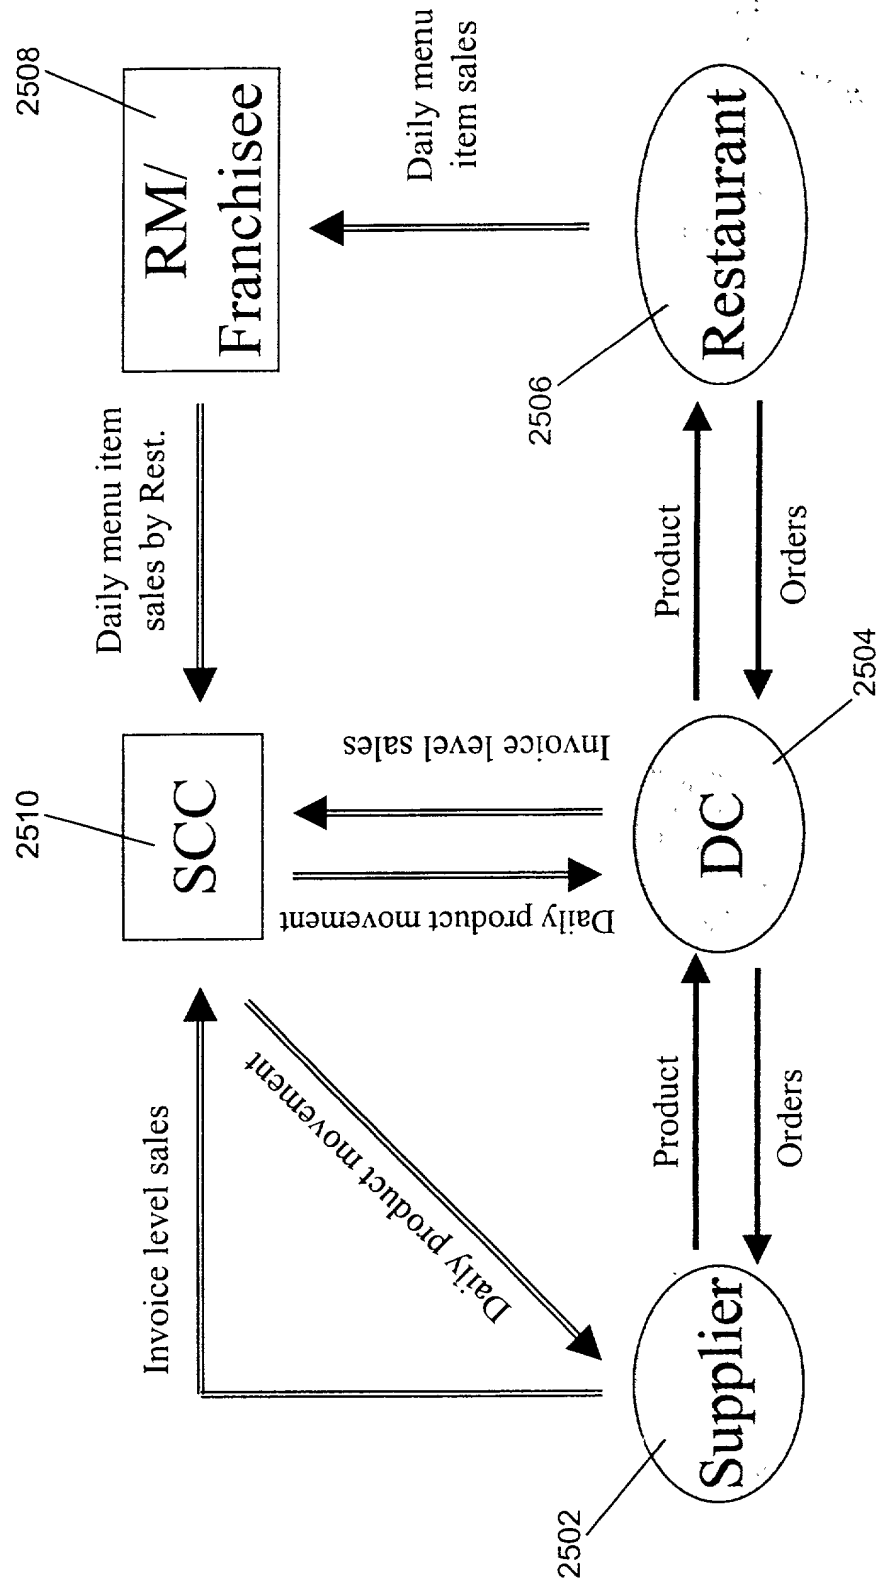 2510
2508
SCC
RM/
Franchisee
Daily menu item
sales by Rest.
Invoice level sales
Daily product movement
Daily product movement
Invoice level sales
Daily menu
item sales
2502
Supplier
Product
Orders
DC
2504
Product
Orders
2506
Restaurant